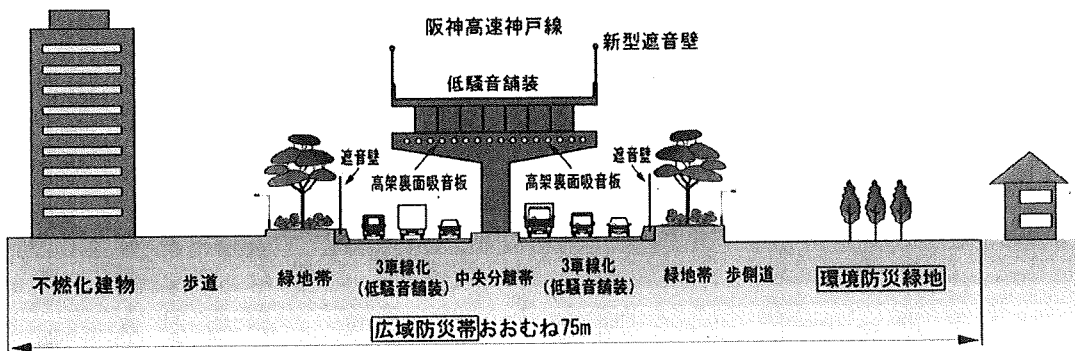 阪神高速神戸線
新型遮音壁
低騒音舗装
遮音壁
高架裏面吸音板
高架裏面吸音板
遮音壁
不燃化建物
歩道
緑地帯
3車線化
(低騒音舗装)
中央分離帯
3車線化
(低騒音舗装)
緑地帯
歩側道
環境防災緑地
広域防災帯おおむね75m